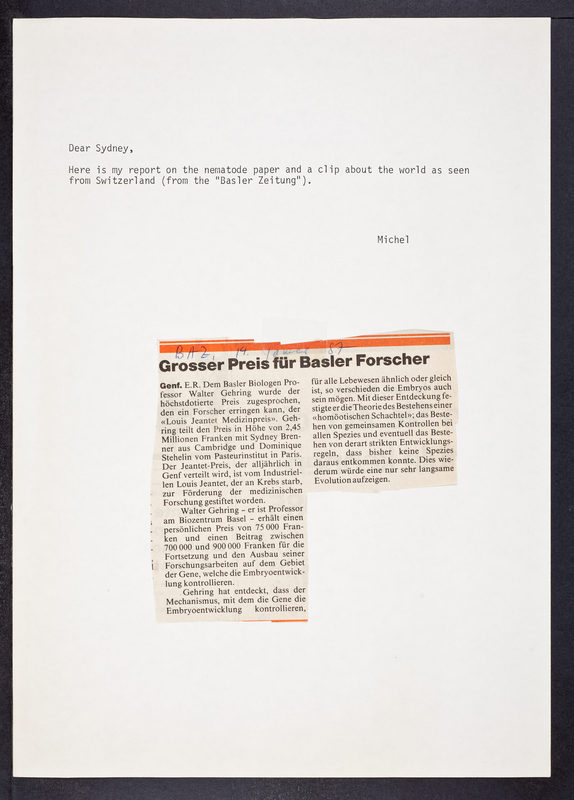 Dear Sydney,
Here is my report on the nematode paper and a clip about the world as seen
from Switzerland (from the "Basler Zeitung").
Michel
BAZ, 19. 87
Grosser Preis für Basler Forscher
Genf. E.R. Dem Basler Biologen Pro-
fessor Walter Gehring wurde der
höchstdotierte Preis zugesprochen,
den ein Forscher erringen kann, der
«Louis Jeantet Medizinpreis». Geh-
ring teilt den Preis in Höhe von 2,45
Millionen Franken mit Sydney Bren-
ner aus Cambridge und Dominique
Stehelin vom Pasteurinstitut in Paris.
Der Jeantet-Preis, der alljährlich in
Genf verteilt wird, ist vom Industriel-
len Louis Jeantet, der an Krebs starb,
zur Förderung der medizinischen
Forschung gestiftet worden.
Walter Gehring – er ist Professor
am Biozentrum Basel – erhält einen
persönlichen Preis von 75 000 Fran-
ken und einen Beitrag zwischen
700 000 und 900 000 Franken für die
Fortsetzung und den Ausbau seiner
Forschungsarbeiten auf dem Gebiet
der Gene, welche die Embryoentwick-
lung kontrollieren.
Gehring hat entdeckt, dass der
Mechanismus, mit dem die Gene die
Embryoentwicklung kontrollieren,
für alle Lebewesen ähnlich oder gleich
ist, so verschieden die Embryos auch
sein mögen. Mit dieser Entdeckung fe-
stigte er die Theorie des Bestehens einer
«homöotischen Schachtel»; das Beste-
hen von gemeinsamen Kontrollen bei
allen Spezies und eventuell das Beste-
hen von derart strikten Entwicklungs-
regeln, dass bisher keine Spezies
daraus entkommen konnte. Dies wie-
derum würde eine nur sehr langsame
Evolution aufzeigen.